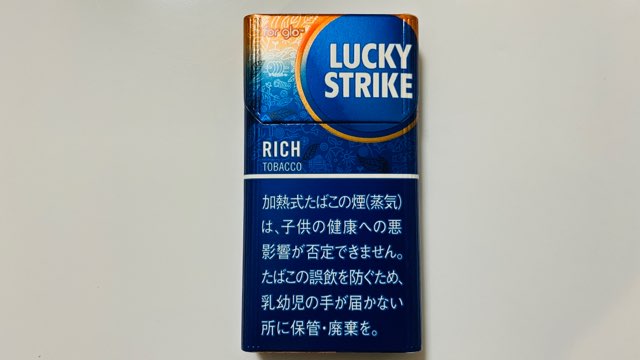 for glo™
LUCKY
STRIKE
RICH
TOBACCO
加熱式たばこの煙(蒸気)
は、子供の健康への悪
影響が否定できません。
たばこの誤飲を防ぐため、
乳幼児の手が届かない
所に保管・廃棄を。